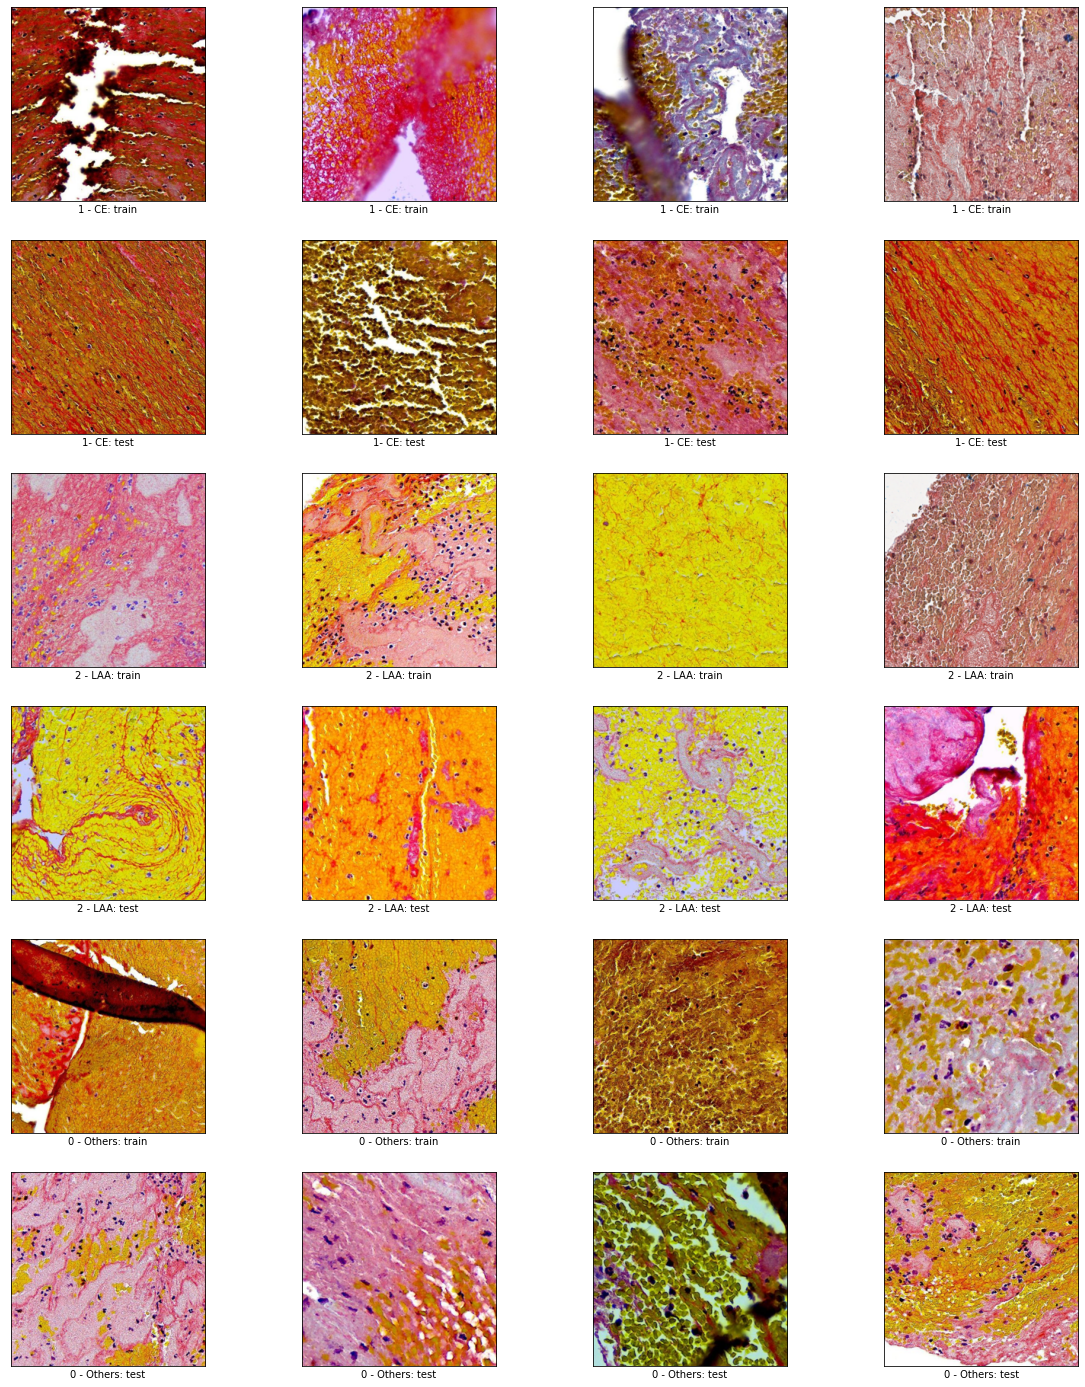 1 - CE: train
1 - CE: train
1 - CE: train
1 - CE: train
1- CE: test
1- CE: test
1- CE: test
1- CE: test
2 - LAA: train
2 - LAA: train
2 - LAA: train
2 - LAA: train
2 - LAA: test
2 - LAA: test
2 - LAA: test
2 - LAA: test
0 - Others: train
0 - Others: train
0 - Others: train
0 - Others: train
0 - Others: test
0 - Others: test
0 - Others: test
0 - Others: test